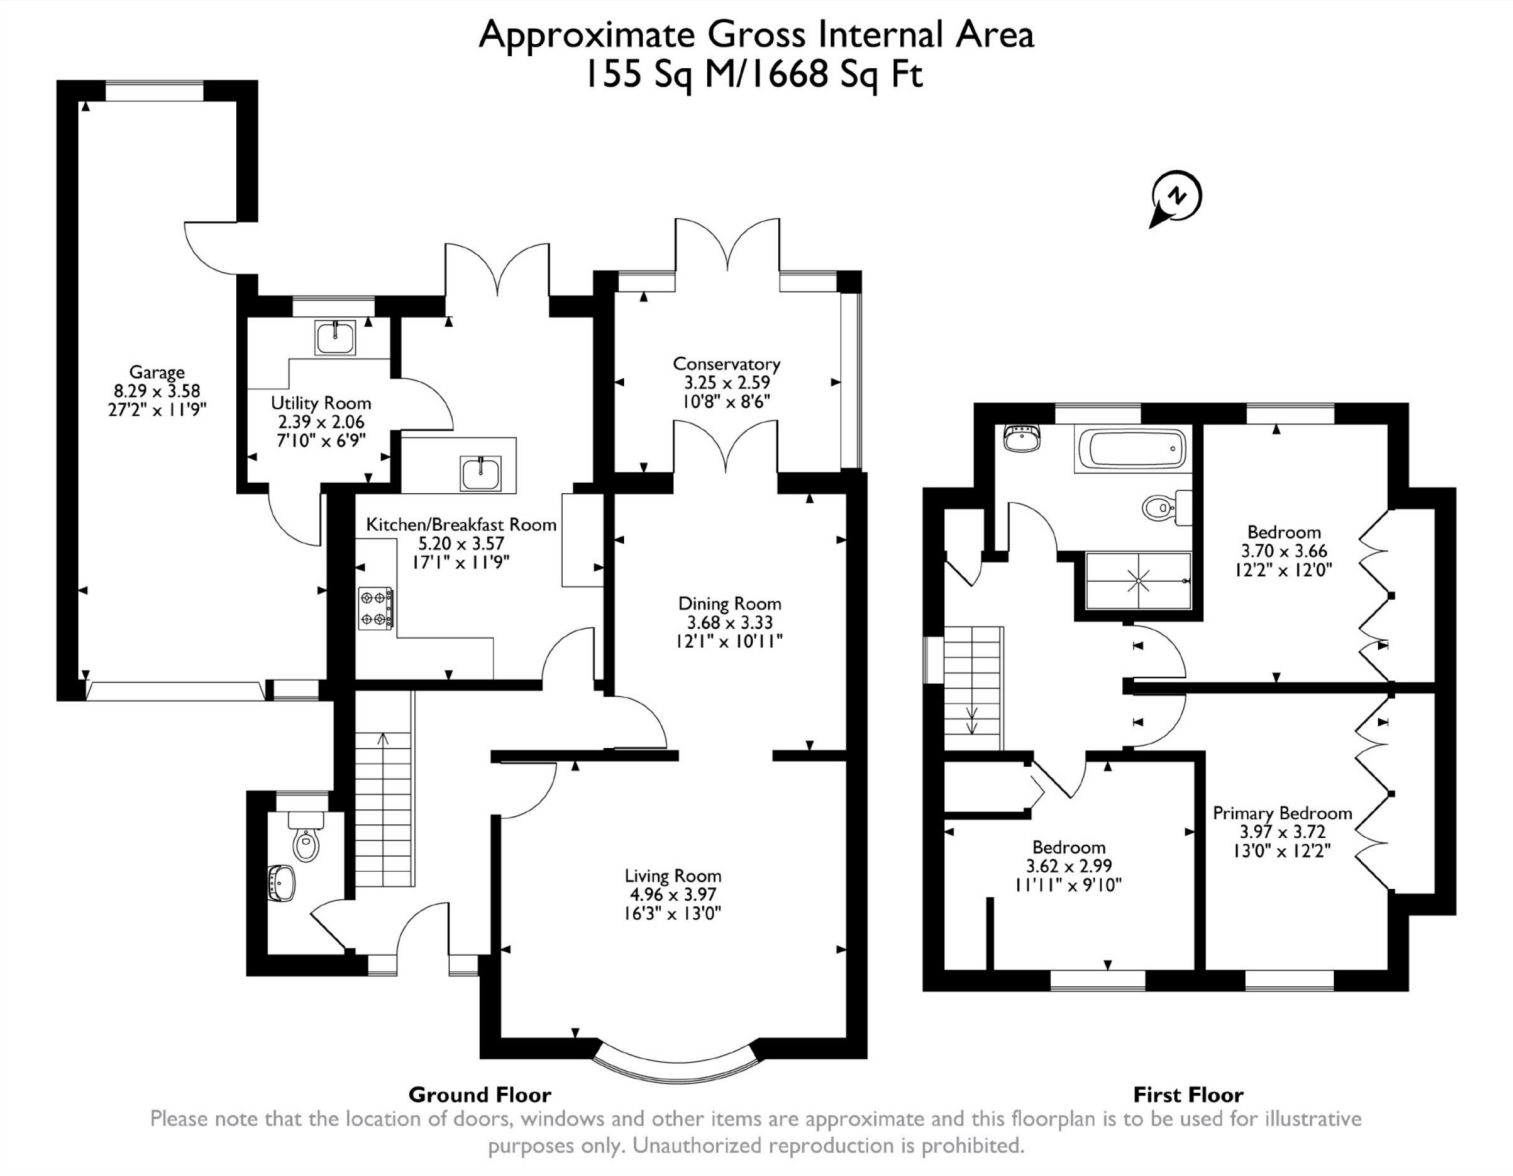 Approximate Gross Internal Area
155 Sq M/1668 Sq Ft
N
Garage
8.29 x 3.58
27'2" x 11'9"
Utility Room
2.39 x 2.06
7'10" x 6'9"
Kitchen/Breakfast Room
5.20 x 3.57
17'1" x 11'9"
Conservatory
3.25 x 2.59
10'8" x 8'6"
Dining Room
3.68 x 3.33
12'1" x 10'11"
Living Room
4.96 x 3.97
16'3" x 13'0"
Bedroom
3.70 x 3.66
12'2" x 12'0"
Primary Bedroom
3.97 x 3.72
13'0" x 12'2"
Bedroom
3.62 x 2.99
11'11" x 9'10"
Ground Floor
First Floor
Please note that the location of doors, windows and other items are approximate and this floorplan is to be used for illustrative
purposes only. Unauthorized reproduction is prohibited.